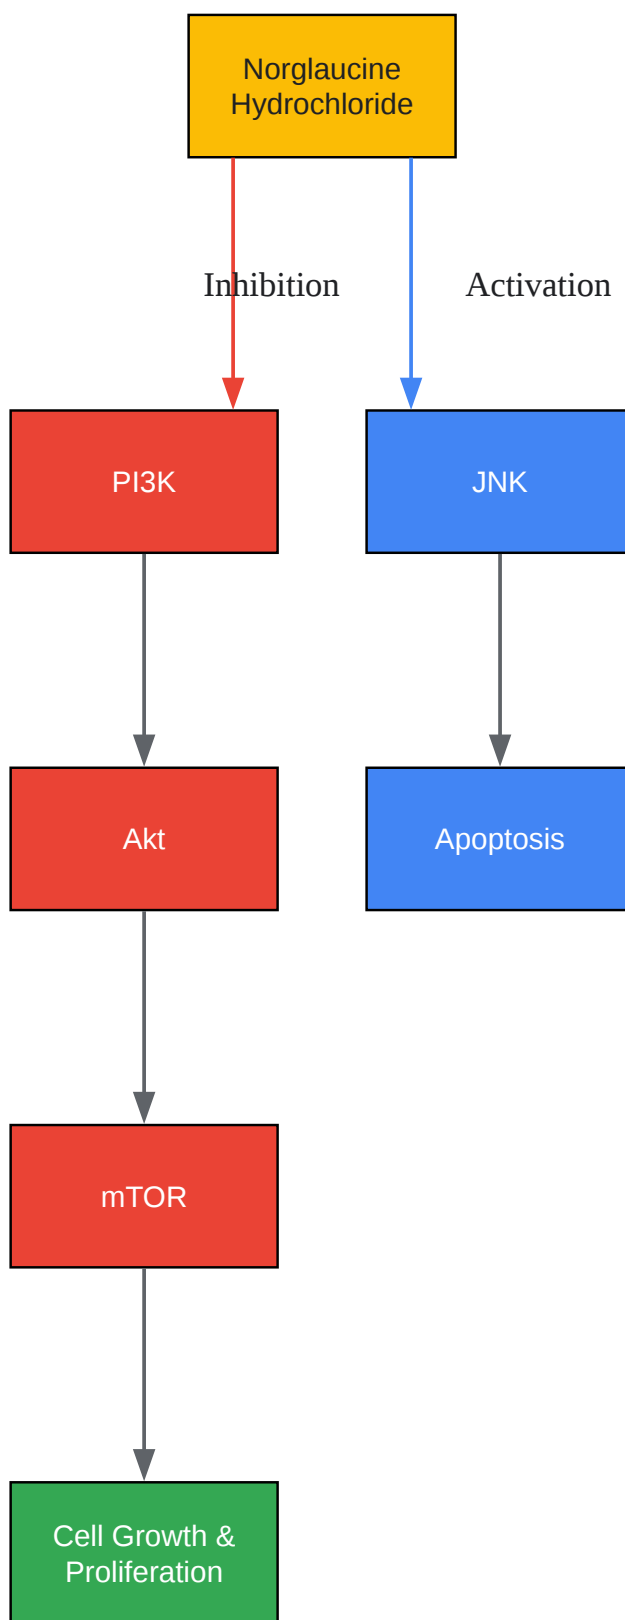 Norglaucine
Hydrochloride
Inhibition
Activation
PI3K
JNK
Akt
Apoptosis
mTOR
Cell Growth &
Proliferation